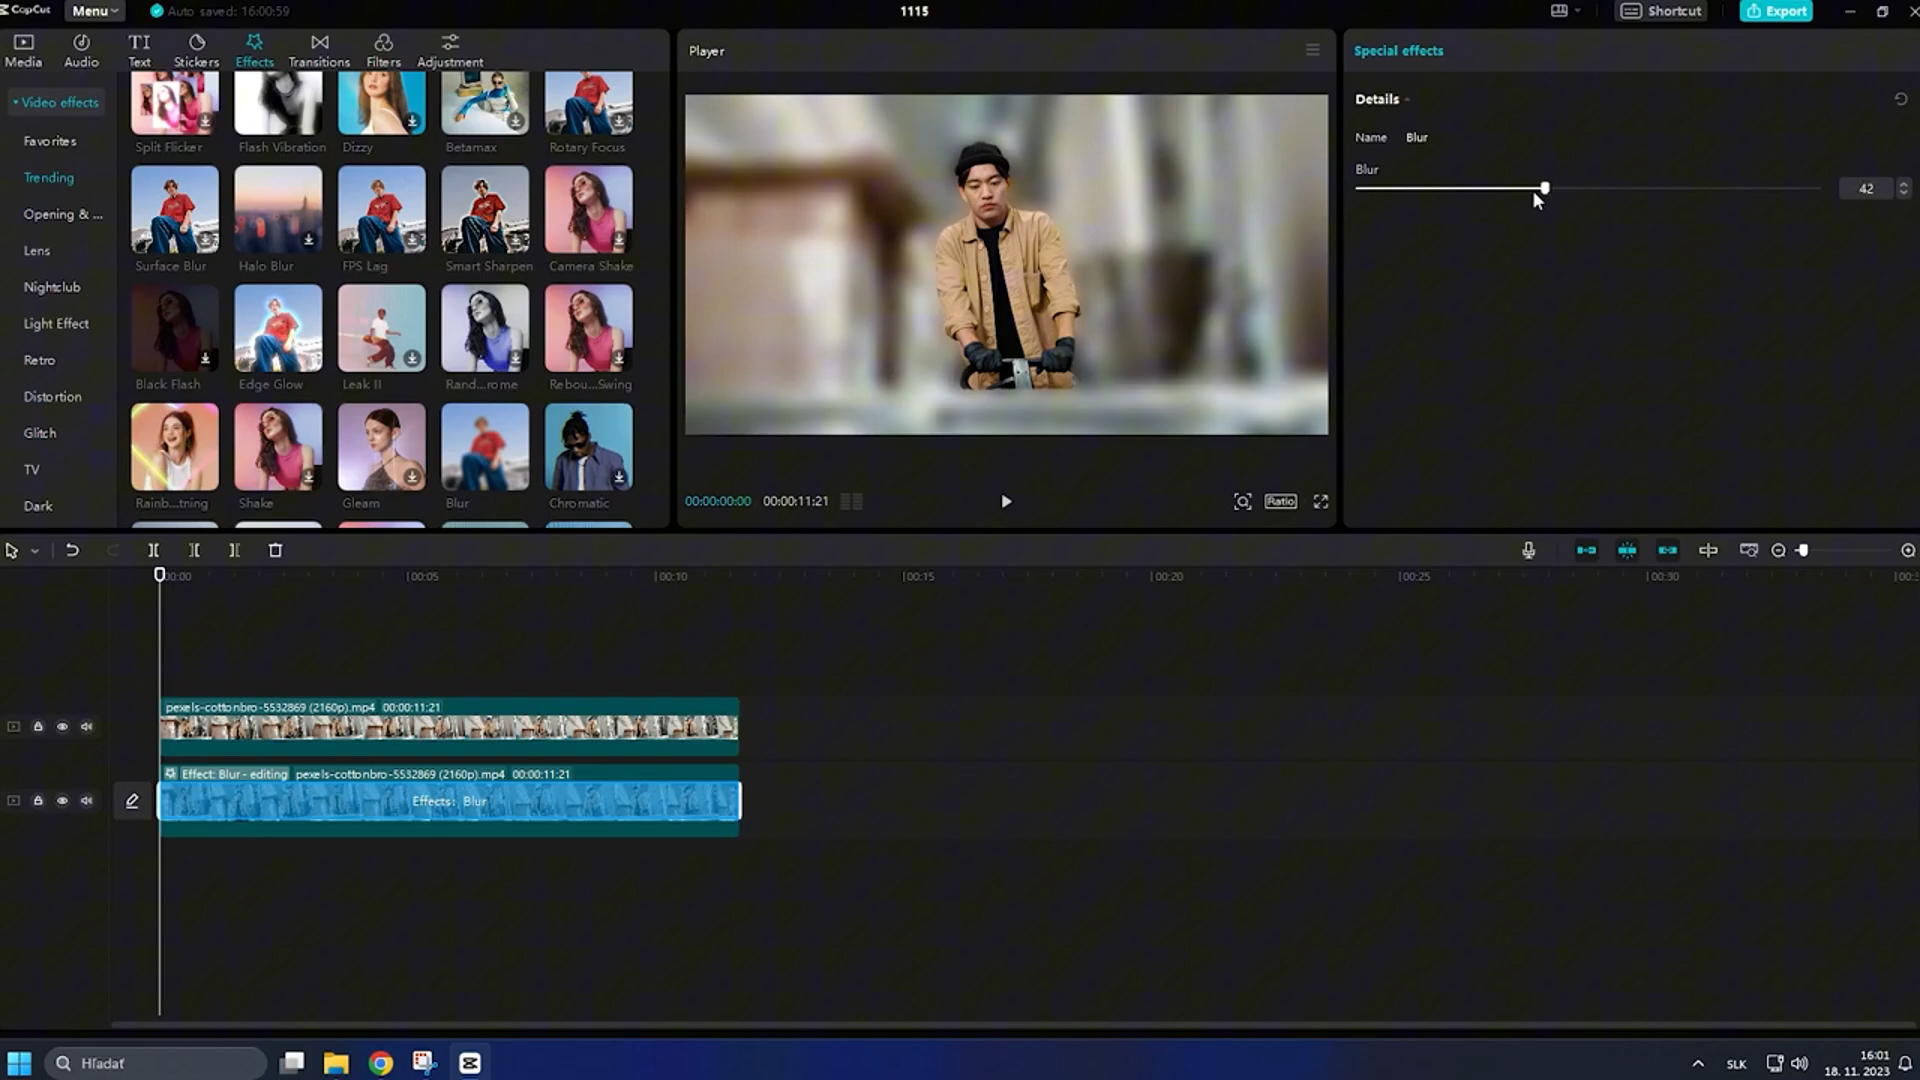 CapCut
Menu
Auto saved: 16:00:59
1115
Shortcut
Export
Media
Audio
TI
Text
Stickers
Effects
Transitions
Filters
Adjustment
Video effects
Favorites
Trending
Opening & ...
Lens
Nightclub
Light Effect
Retro
Distortion
Glitch
TV
Dark
Split Flicker
Flash Vibration
Dizzy
Betamax
Rotary Focus
Surface Blur
Halo Blur
FPS Lag
Smart Sharpen
Camera Shake
Black Flash
Edge Glow
Leak II
Rand...rome
Rebou...Swing
Rainb...tning
Shake
Gleam
Blur
Chromatic
Player
00:00:00:00
00:00:11:21
Ratio
Special effects
Details
Name Blur
Blur
42
00:00
00:05
00:10
00:15
00:20
00:25
00:30
pexels-cottonbro-5532869 (2160p).mp4 00:00:11:21
Effect: Blur - editing pexels-cottonbro-5532869 (2160p).mp4 00:00:11:21
Effects: Blur
Hľadať
SLK
16:01
18. 11. 2023